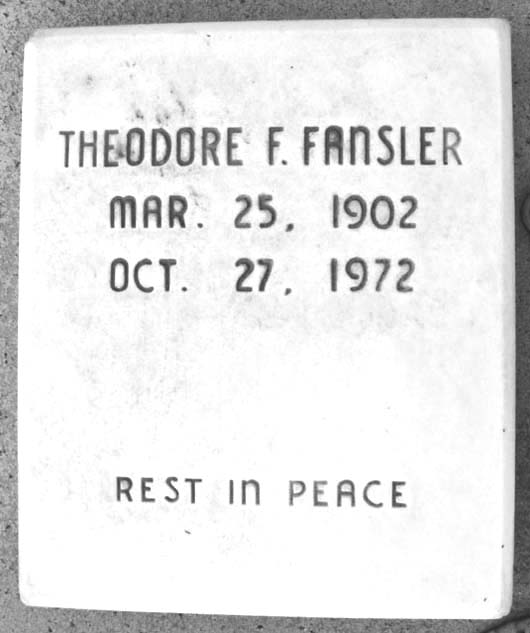 THEODORE F. FANSLER
MAR. 25, 1902
OCT. 27, 1972
REST IN PEACE